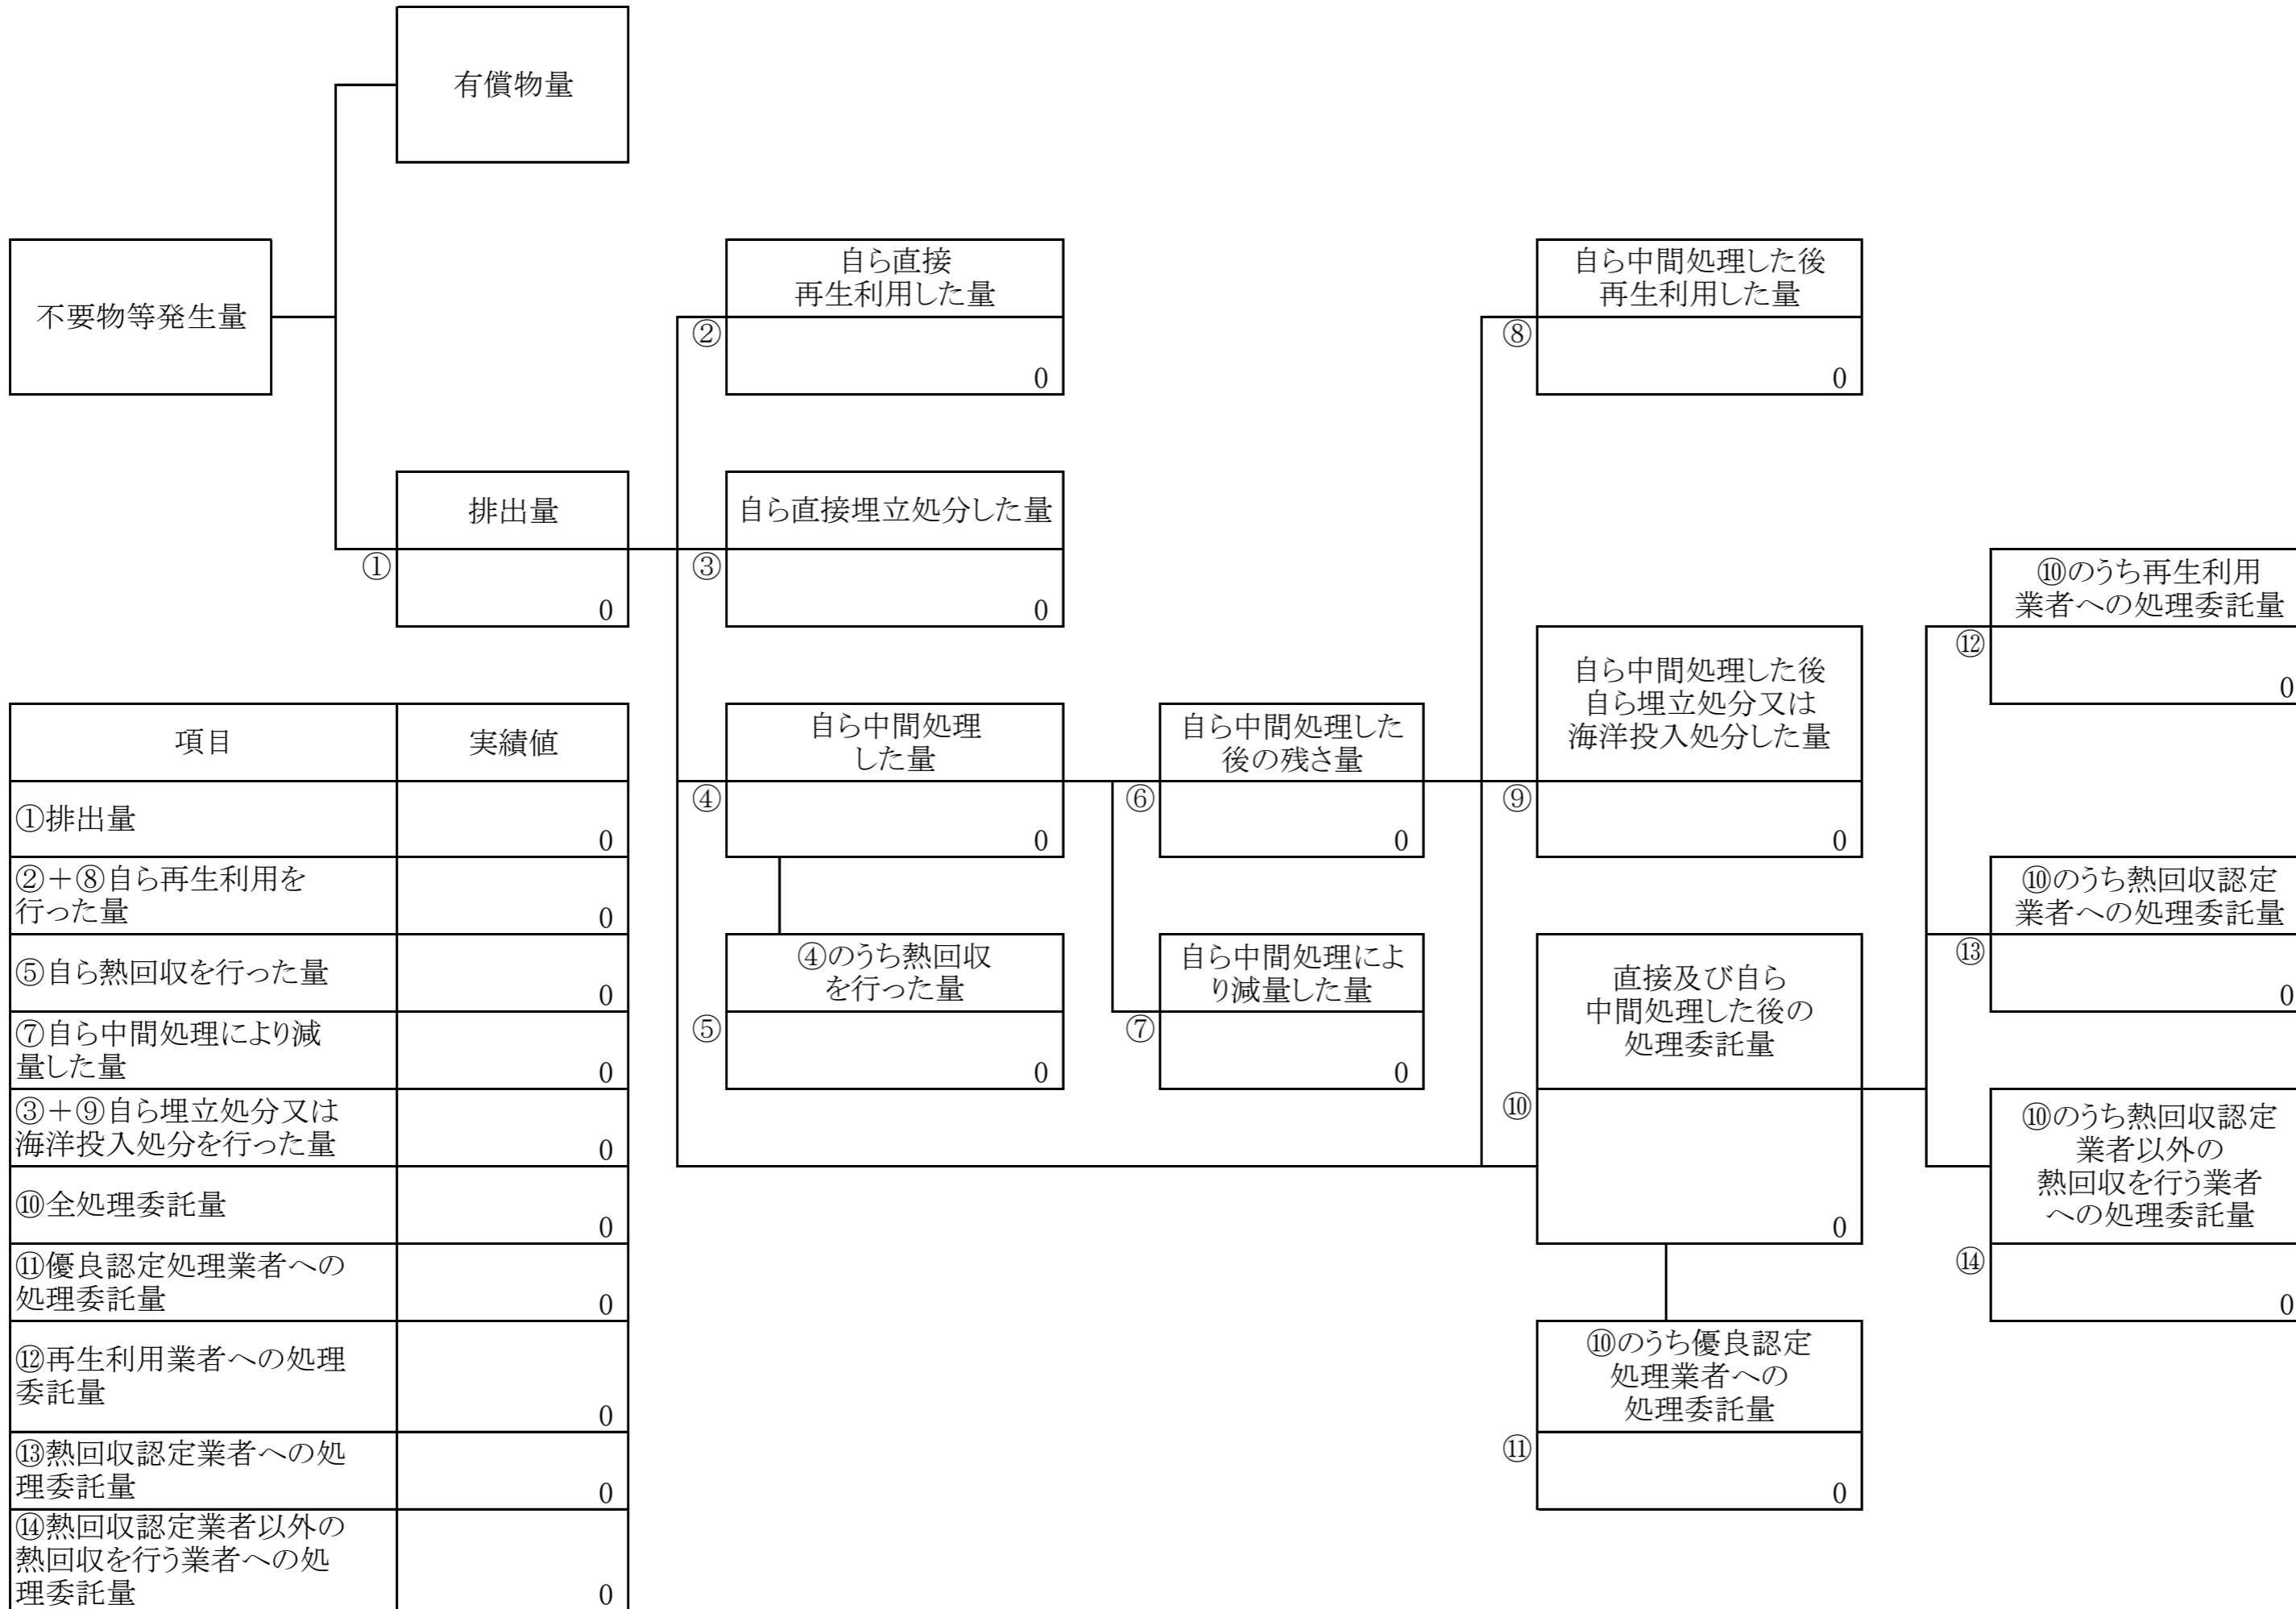 有償物量
不要物等発生量
自ら直接
再生利用した量
②
0
自ら中間処理した後
再生利用した量
⑧
0
排出量
①
0
自ら直接埋立処分した量
③
0
⑩のうち再生利用
業者への処理委託量
⑫
0
自ら中間処理した後
自ら埋立処分又は
海洋投入処分した量
⑨
0
自ら中間処理
した量
④
0
自ら中間処理した
後の残さ量
⑥
0
⑩のうち熱回収認定
業者への処理委託量
⑬
0
④のうち熱回収
を行った量
⑤
0
自ら中間処理によ
り減量した量
⑦
0
直接及び自ら
中間処理した後の
処理委託量
⑩
0
⑩のうち熱回収認定
業者以外の
熱回収を行う業者
への処理委託量
⑭
0
⑩のうち優良認定
処理業者への
処理委託量
⑪
0
項目 実績値
①排出量
0
②+⑧自ら再生利用を
行った量
0
⑤自ら熱回収を行った量
0
⑦自ら中間処理により減
量した量
0
③+⑨自ら埋立処分又は
海洋投入処分を行った量
0
⑩全処理委託量
0
⑪優良認定処理業者への
処理委託量
0
⑫再生利用業者への処理
委託量
0
⑬熱回収認定業者への処
理委託量
0
⑭熱回収認定業者以外の
熱回収を行う業者への処
理委託量
0